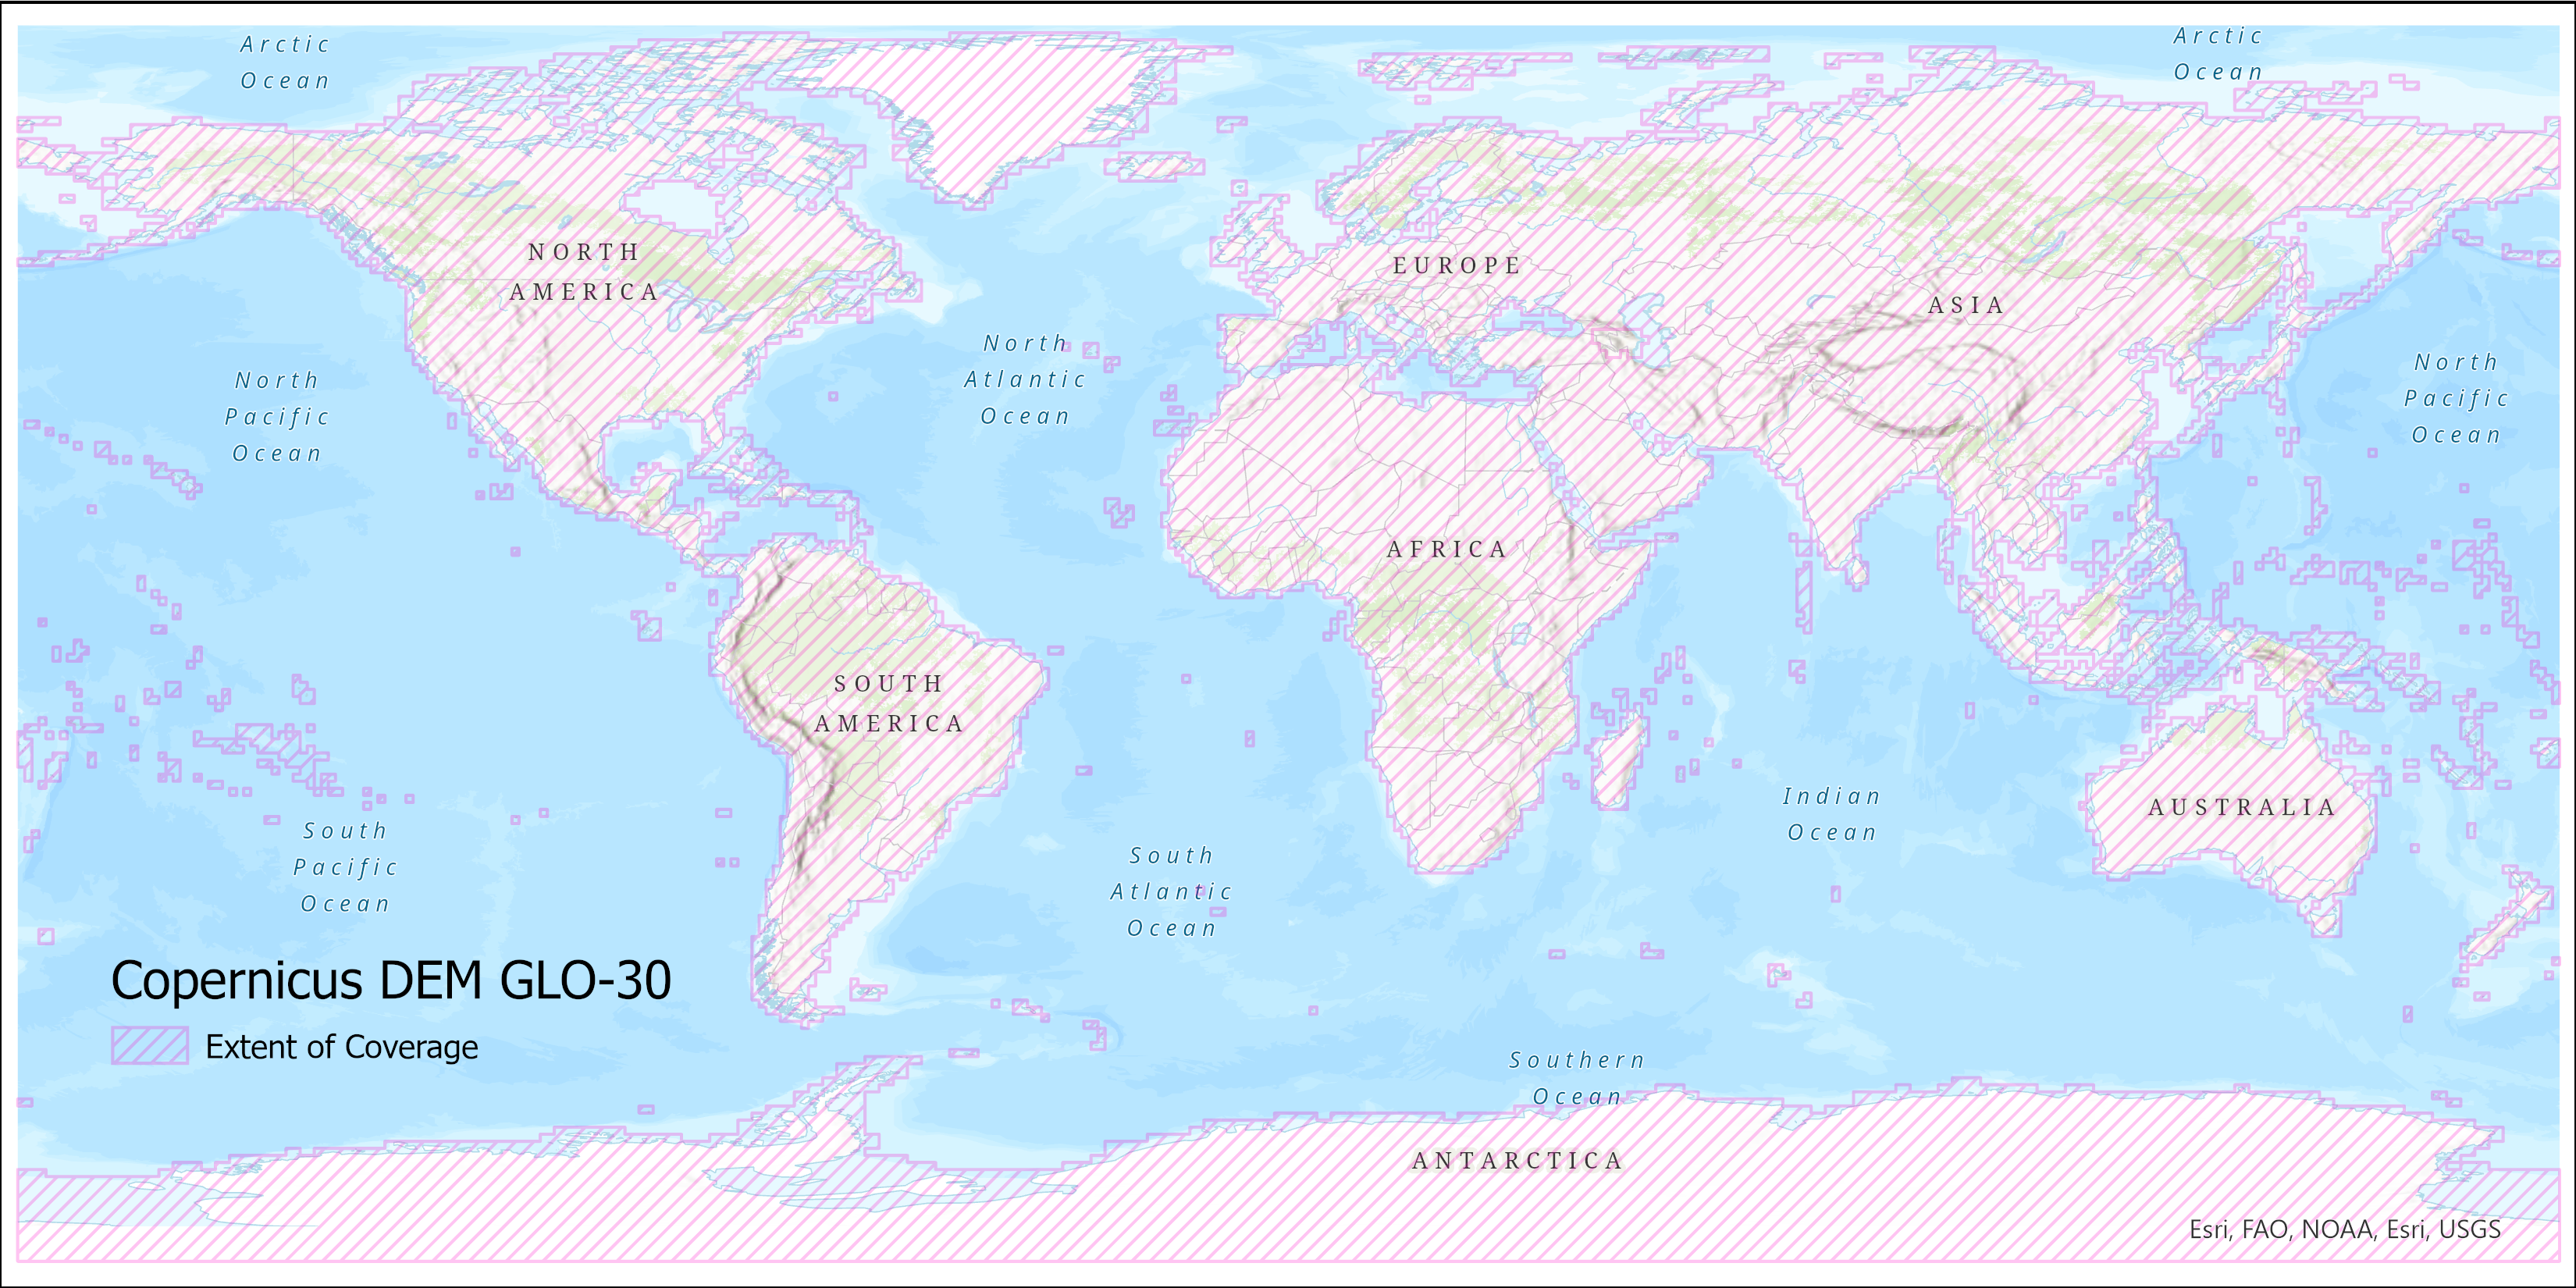 Arctic
Ocean
Arctic
Ocean
NORTH
AMERICA
EUROPE
ASIA
North
Pacific
Ocean
North
Atlantic
Ocean
North
Pacific
Ocean
AFRICA
SOUTH
AMERICA
South
Pacific
Ocean
South
Atlantic
Ocean
Indian
Ocean
AUSTRALIA
Copernicus DEM GLO-30
Extent of Coverage
Southern
Ocean
ANTARCTICA
Esri, FAO, NOAA, Esri, USGS